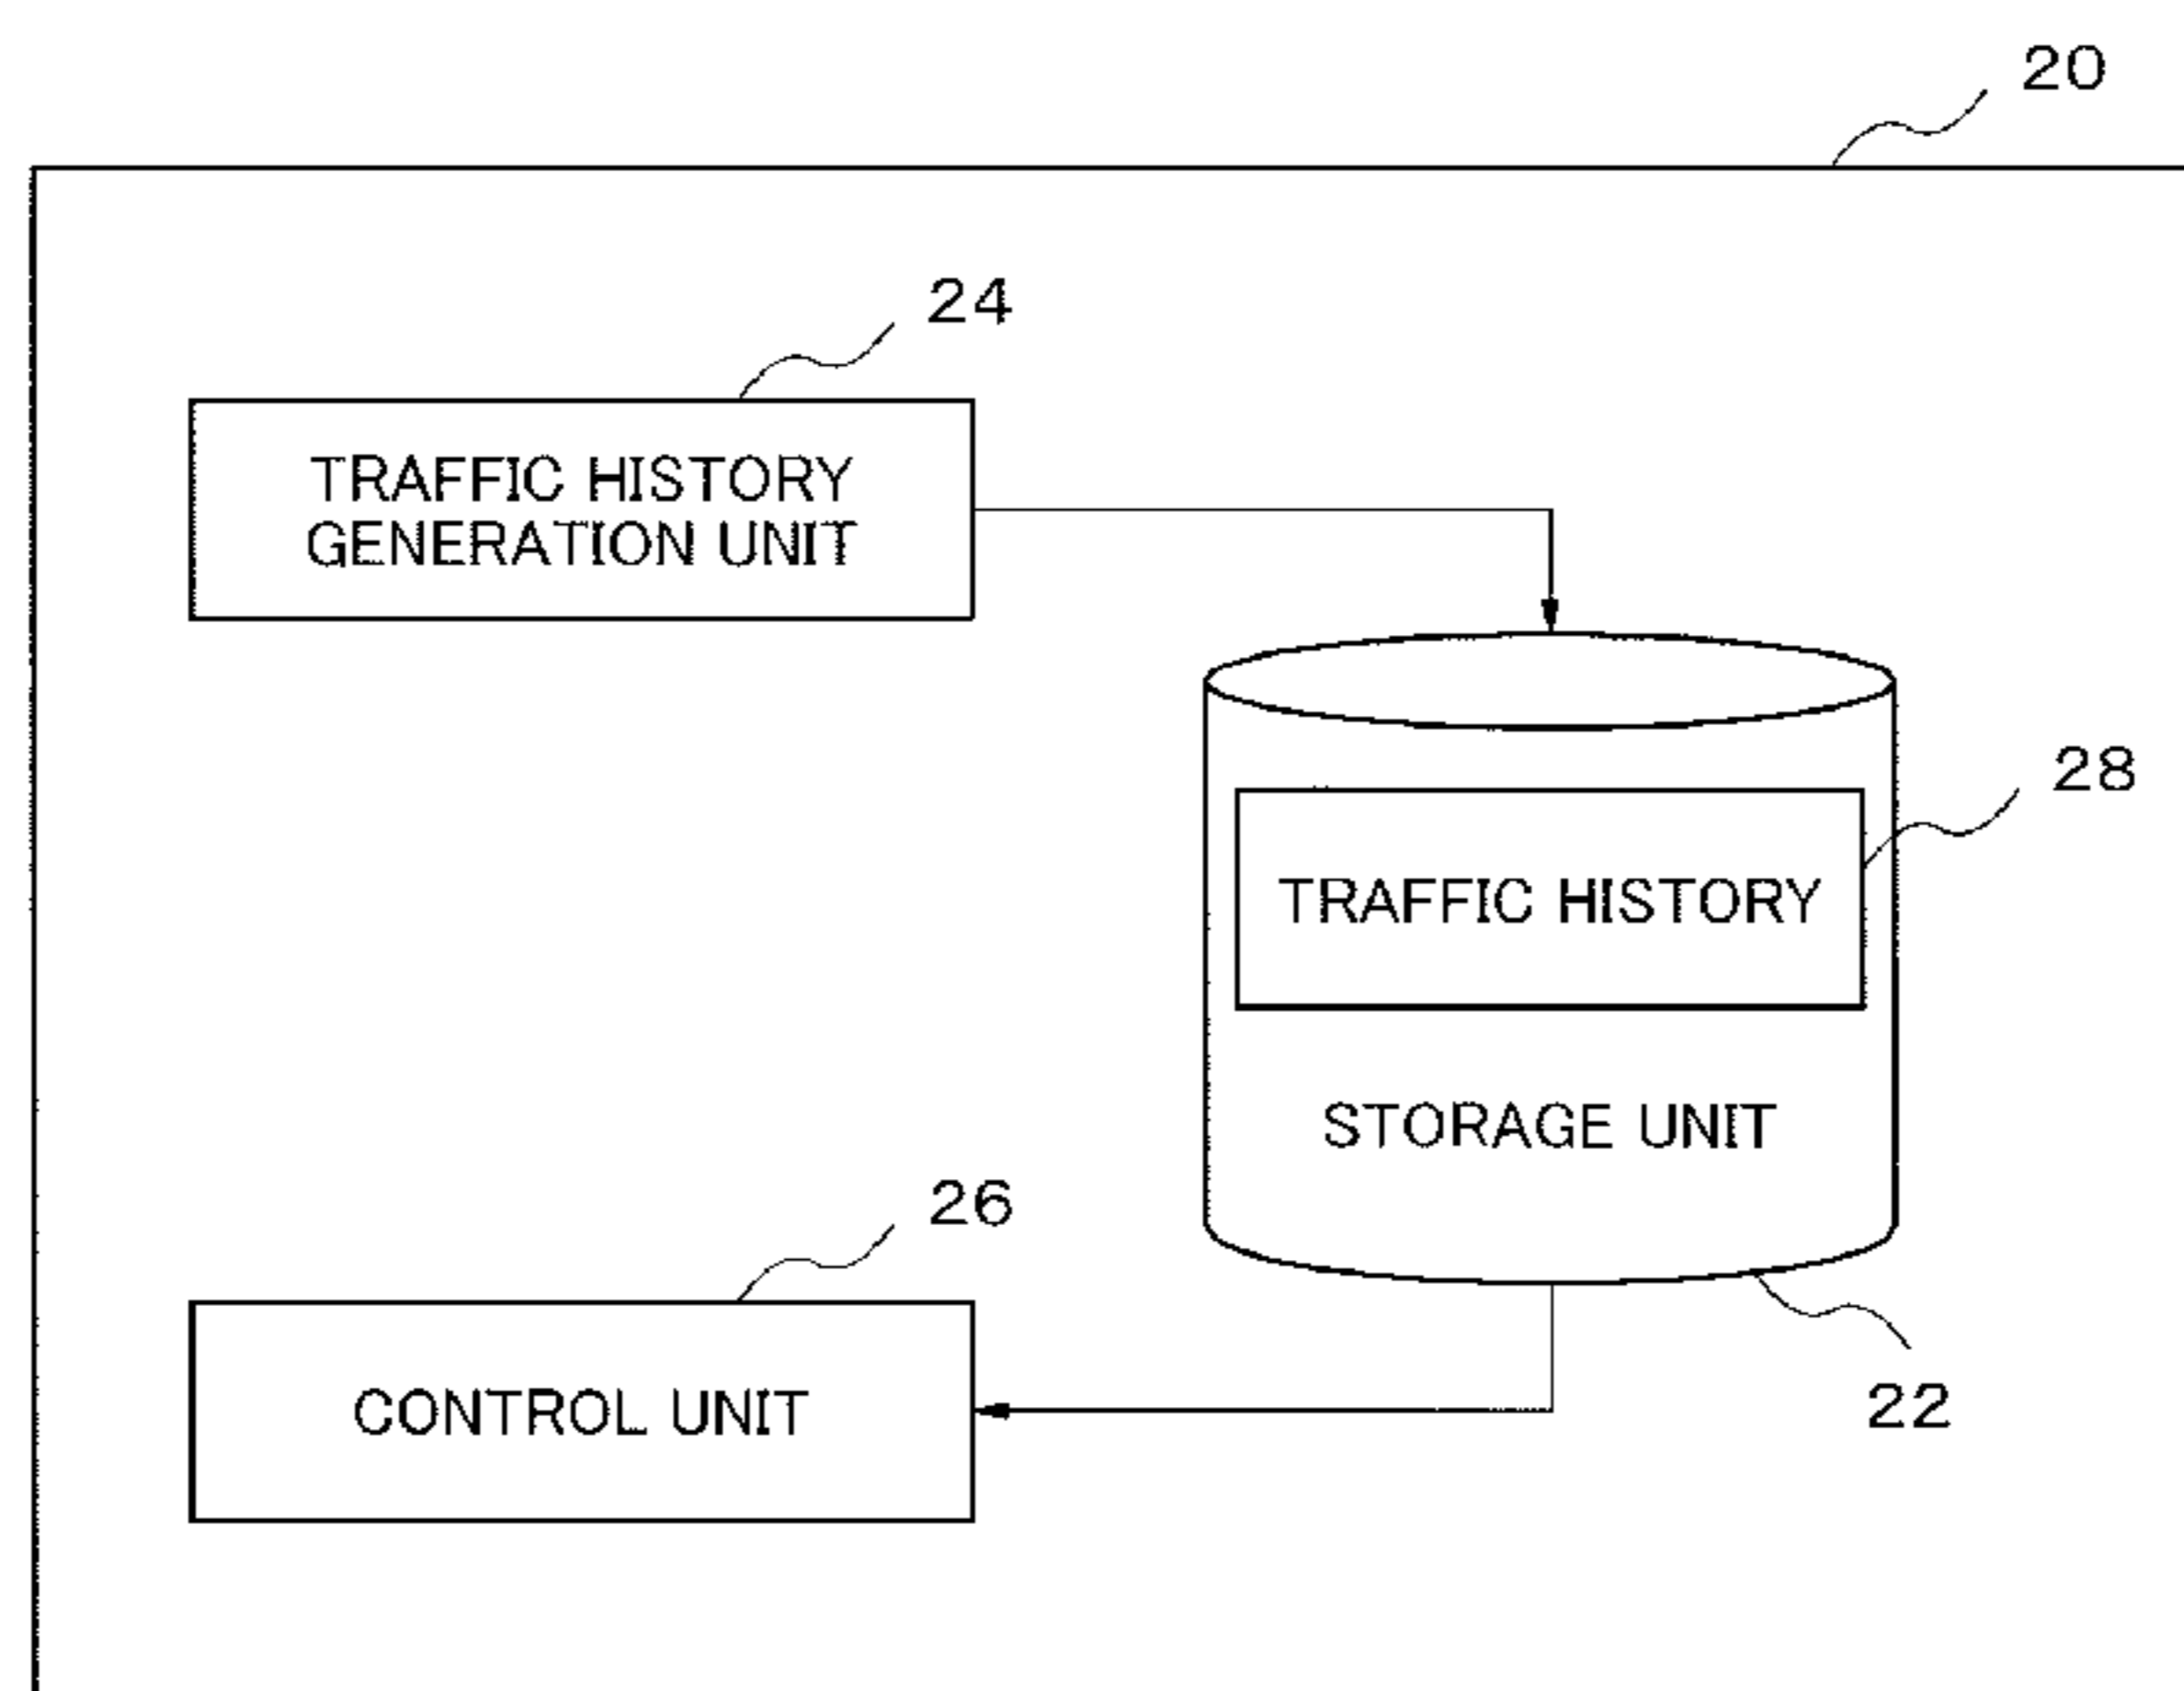 20
24
TRAFFIC HISTORY
GENERATION UNIT
28
TRAFFIC HISTORY
STORAGE UNIT
26
CONTROL UNIT
22